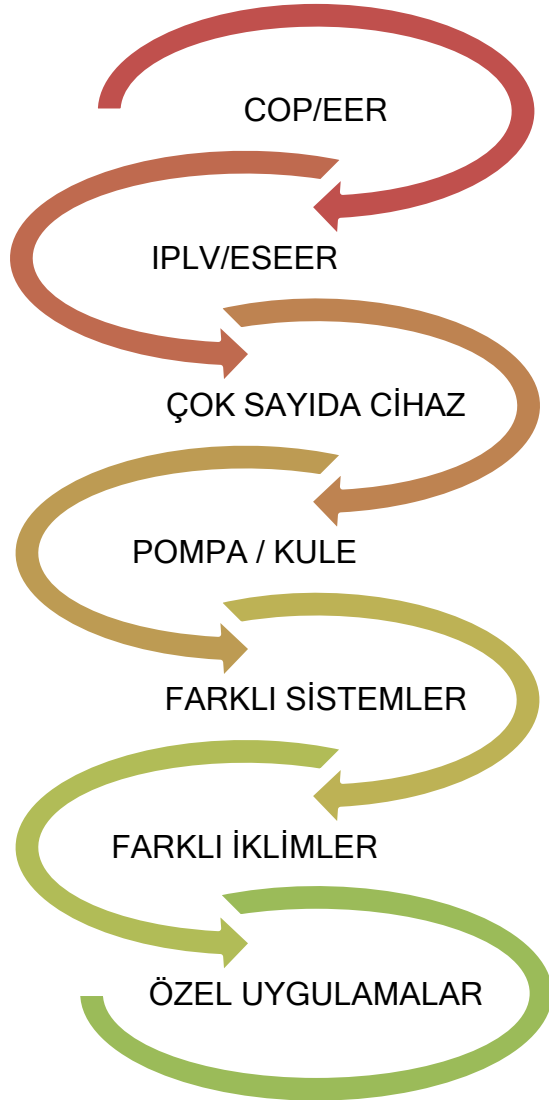 COP/EER
IPLV/ESEER
ÇOK SAYIDA CİHAZ
POMPA / KULE
FARKLI SİSTEMLER
FARKLI İKLİMLER
ÖZEL UYGULAMALAR